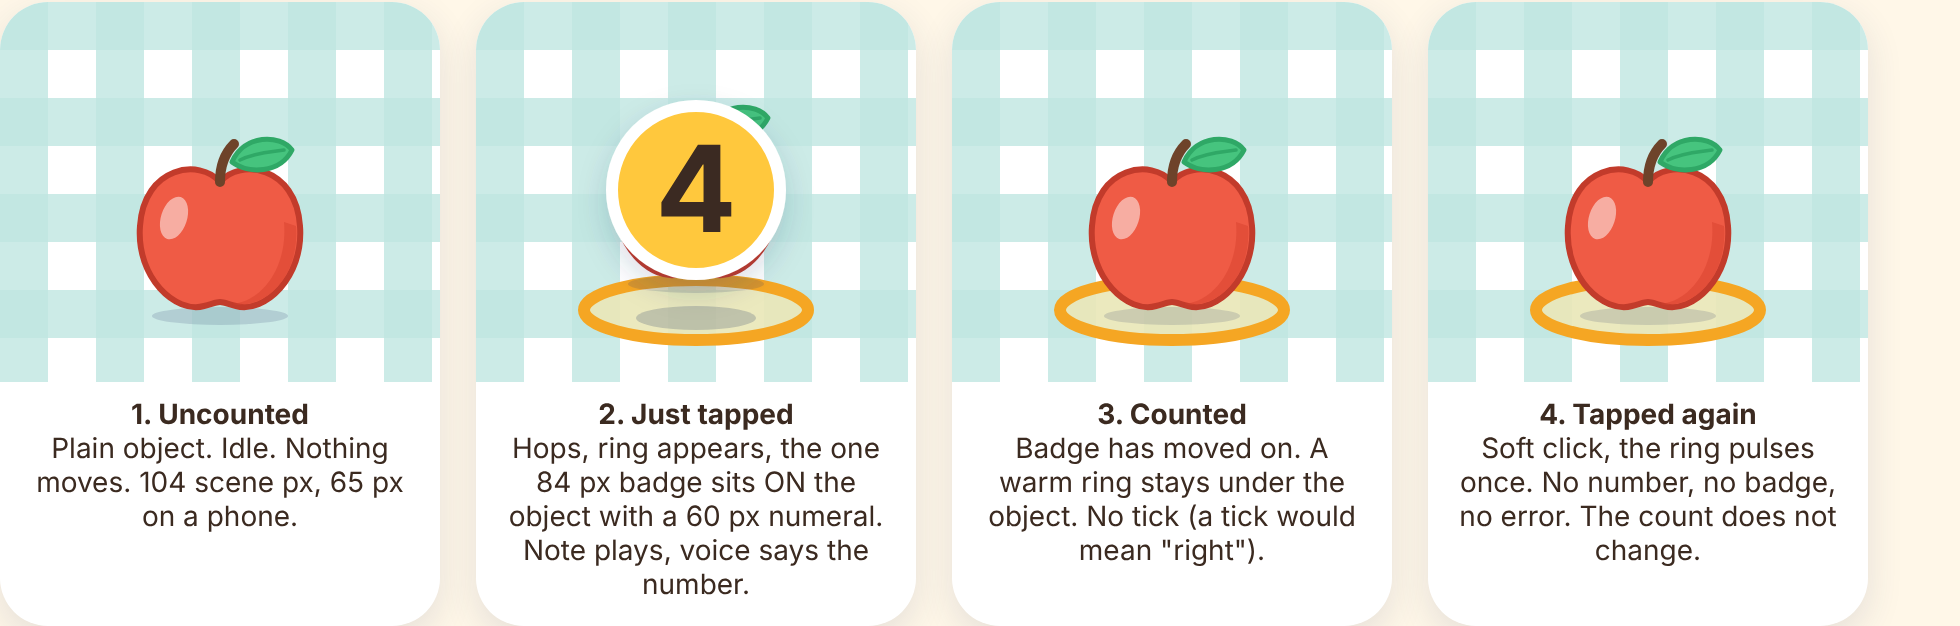 4
1. Uncounted
Plain object. Idle. Nothing
moves. 104 scene px, 65 px
on a phone.
2. Just tapped
Hops, ring appears, the one
84 px badge sits ON the
object with a 60 px numeral.
Note plays, voice says the
number.
3. Counted
Badge has moved on. A
warm ring stays under the
object. No tick (a tick would
mean "right").
4. Tapped again
Soft click, the ring pulses
once. No number, no badge,
no error. The count does not
change.